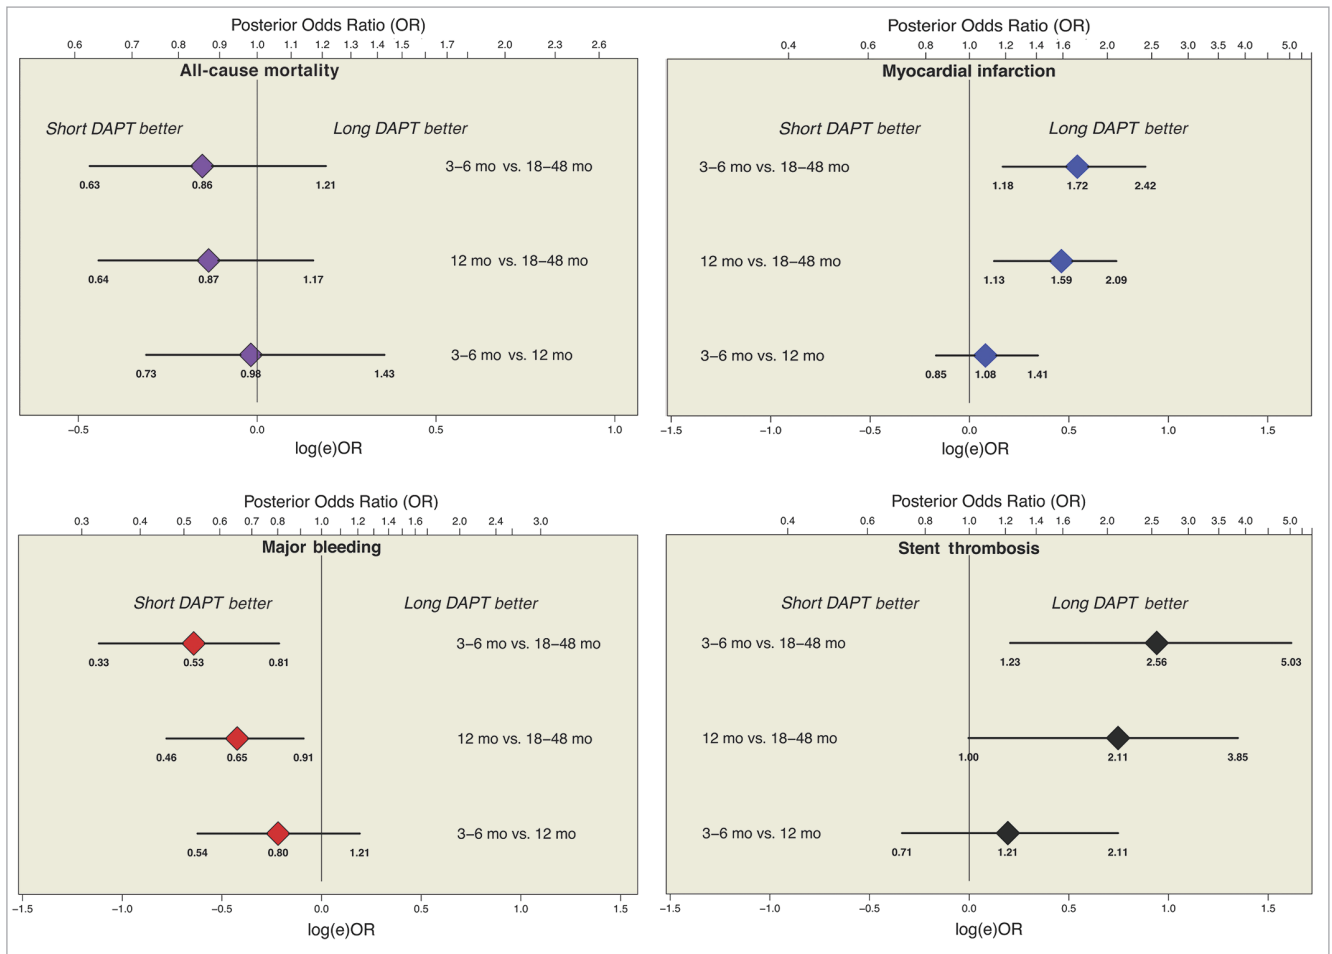 Posterior Odds Ratio (OR)
0.6 0.7 0.8 0.9 1.0 1.1 1.2 1.3 1.4 1.5 1.7 2.0 2.3 2.6
All-cause mortality
Short DAPT better Long DAPT better
3–6 mo vs. 18–48 mo
0.63 0.86 1.21
12 mo vs. 18–48 mo
0.64 0.87 1.17
3–6 mo vs. 12 mo
0.73 0.98 1.43
–0.5 0.0 0.5 1.0
log(e)OR
Posterior Odds Ratio (OR)
0.4 0.6 0.8 1.0 1.2 1.4 1.6 2.0 2.5 3.0 3.5 4.0 5.0
Myocardial infarction
Short DAPT better Long DAPT better
3–6 mo vs. 18–48 mo
1.18 1.72 2.42
12 mo vs. 18–48 mo
1.13 1.59 2.09
3–6 mo vs. 12 mo
0.85 1.08 1.41
–1.5 –1.0 –0.5 0.0 0.5 1.0 1.5
log(e)OR
Posterior Odds Ratio (OR)
0.3 0.4 0.5 0.6 0.7 0.8 1.0 1.2 1.4 1.6 2.0 2.4 3.0
Major bleeding
Short DAPT better Long DAPT better
3–6 mo vs. 18–48 mo
0.33 0.53 0.81
12 mo vs. 18–48 mo
0.46 0.65 0.91
3–6 mo vs. 12 mo
0.54 0.80 1.21
–1.5 –1.0 –0.5 0.0 0.5 1.0 1.5
log(e)OR
Posterior Odds Ratio (OR)
0.4 0.6 0.8 1.0 1.2 1.4 1.6 2.0 2.5 3.0 3.5 4.0 5.0
Stent thrombosis
Short DAPT better Long DAPT better
3–6 mo vs. 18–48 mo
1.23 2.56 5.03
12 mo vs. 18–48 mo
1.00 2.11 3.85
3–6 mo vs. 12 mo
0.71 1.21 2.11
–1.5 –1.0 –0.5 0.0 0.5 1.0 1.5
log(e)OR